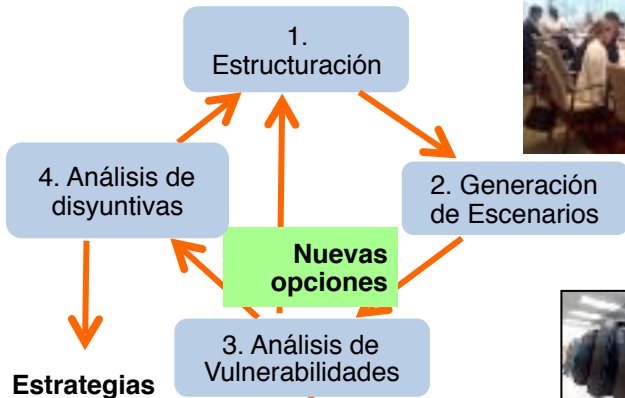 1.
Estructuración
4. Análisis de
disyuntivas
2. Generación
de Escenarios
Nuevas
opciones
3. Análisis de
Vulnerabilidades
Estrategias